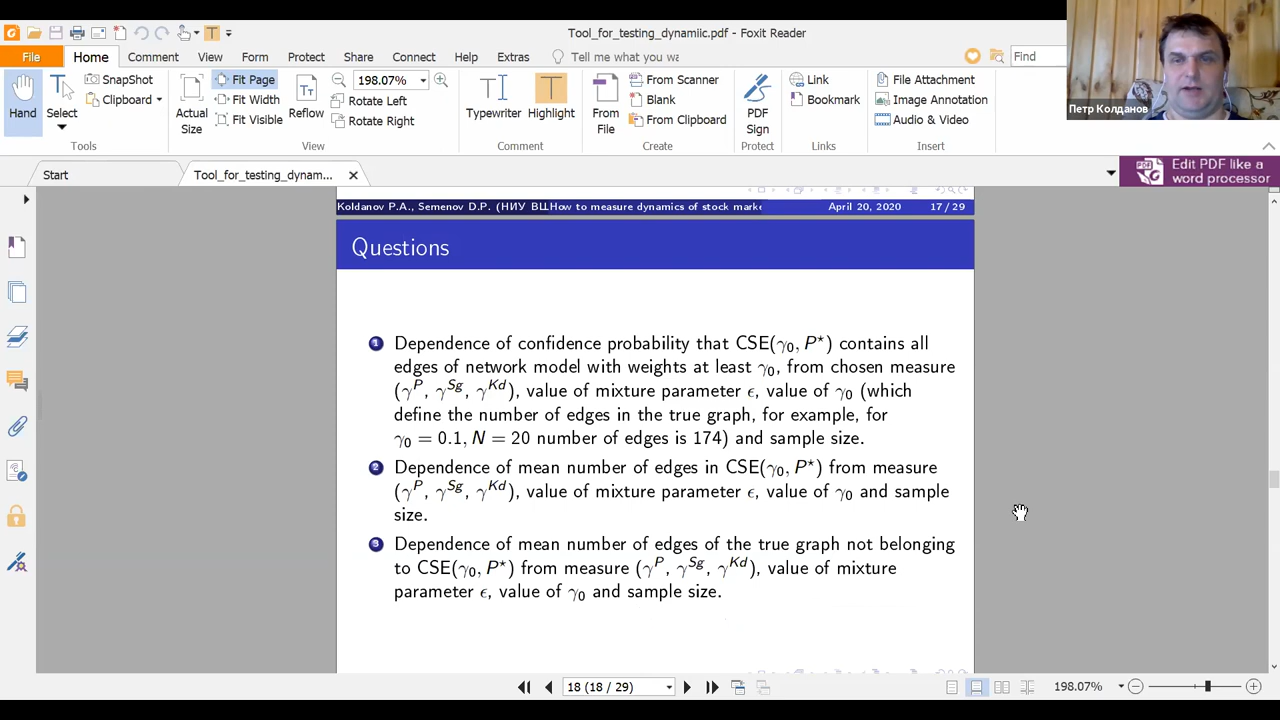 Tool_for_testing_dynamiic.pdf - Foxit Reader
File Home Comment View Form Protect Share Connect Help Extras Tell me what you wa Find
Hand
Select
SnapShot
Clipboard
Tools
Actual Size
Fit Page
Fit Width
Fit Visible
Reflow
198.07%
Rotate Left
Rotate Right
View
Typewriter
Highlight
Comment
From File
From Scanner
Blank
From Clipboard
Create
PDF Sign
Protect
Link
Bookmark
Links
File Attachment
Image Annotation
Audio & Video
Insert
Петр Колданов
Start
Tool_for_testing_dynam...
Edit PDF like a
word processor
Koldanov P.A., Semenov D.P. (НИУ ВШ How to measure dynamics of stock marke April 20, 2020 17 / 29
Questions
1 Dependence of confidence probability that CSE(γ₀, P*) contains all
edges of network model with weights at least γ₀, from chosen measure
(γᴾ, γ^Sg, γ^Kd), value of mixture parameter ϵ, value of γ₀ (which
define the number of edges in the true graph, for example, for
γ₀ = 0.1, N = 20 number of edges is 174) and sample size.
2 Dependence of mean number of edges in CSE(γ₀, P*) from measure
(γᴾ, γ^Sg, γ^Kd), value of mixture parameter ϵ, value of γ₀ and sample
size.
3 Dependence of mean number of edges of the true graph not belonging
to CSE(γ₀, P*) from measure (γᴾ, γ^Sg, γ^Kd), value of mixture
parameter ϵ, value of γ₀ and sample size.
18 (18 / 29)
198.07%